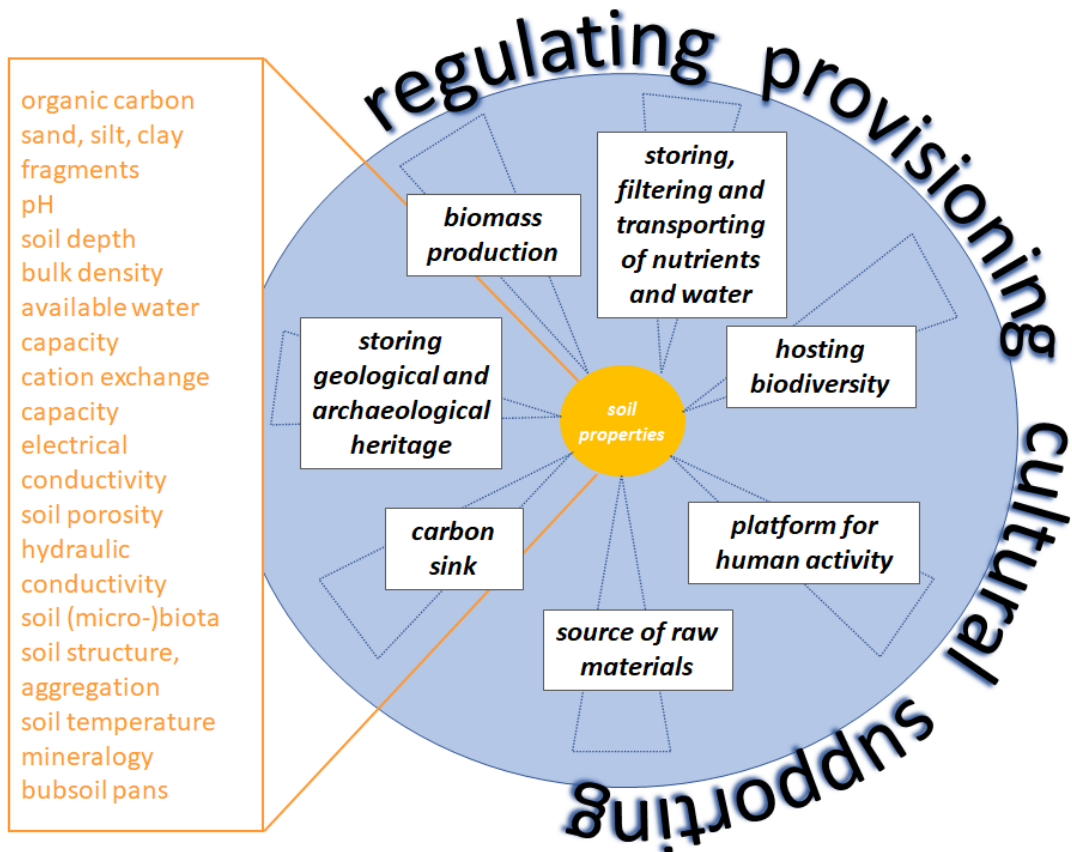 regulating provisioning cultural supporting
organic carbon
sand, silt, clay
fragments
pH
soil depth
bulk density
available water
capacity
cation exchange
capacity
electrical
conductivity
soil porosity
hydraulic
conductivity
soil (micro-)biota
soil structure,
aggregation
soil temperature
mineralogy
bubsoil pans
biomass
production
storing,
filtering and
transporting
of nutrients
and water
storing
geological and
archaeological
heritage
hosting
biodiversity
soil
properties
carbon
sink
platform for
human activity
source of raw
materials